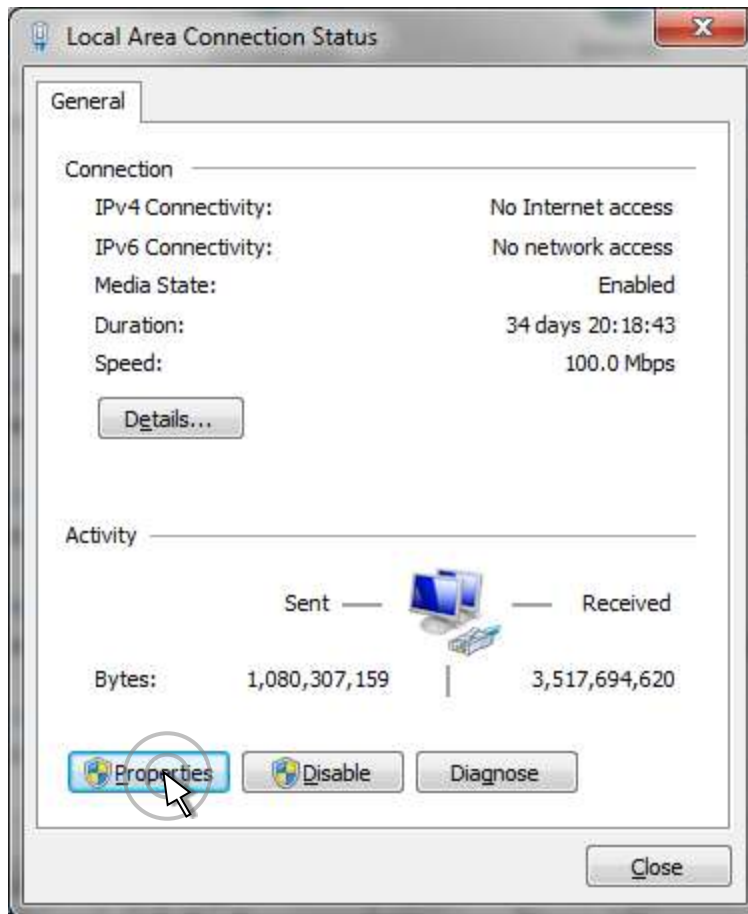 Local Area Connection Status
General
Connection
IPv4 Connectivity: No Internet access
IPv6 Connectivity: No network access
Media State: Enabled
Duration: 34 days 20:18:43
Speed: 100.0 Mbps
Details...
Activity
Sent Received
Bytes: 1,080,307,159 3,517,694,620
Properties Disable Diagnose
Close